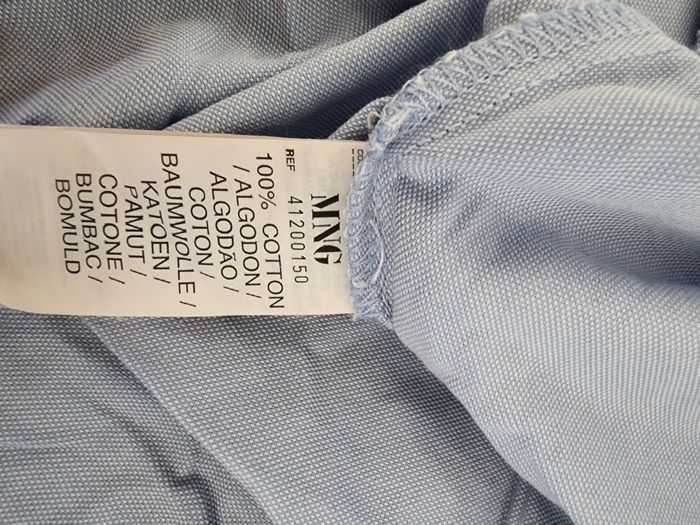 MNG
REF 41200150
100% COTTON
/ ALGODON /
ALGODÃO /
COTON /
BAUMWOLLE /
KATOEN /
PAMUT /
COTONE /
BUMBAC /
BOMULD